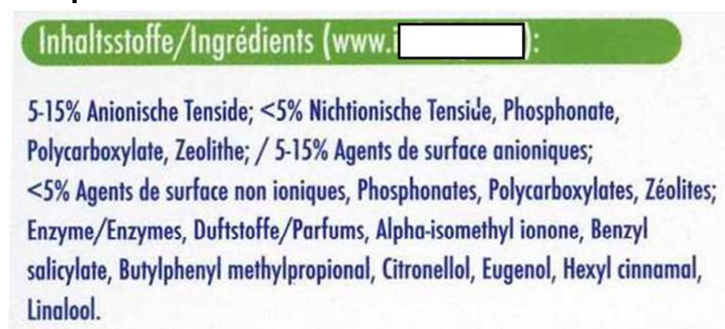 Inhaltsstoffe/Ingrédients (www.i ):
5-15% Anionische Tenside; <5% Nichtionische Tenside, Phosphonate,
Polycarboxylate, Zeolithe; / 5-15% Agents de surface anioniques;
<5% Agents de surface non ioniques, Phosphonates, Polycarboxylates, Zéolites;
Enzyme/Enzymes, Duftstoffe/Parfums, Alpha-isomethyl ionone, Benzyl
salicylate, Butylphenyl methylpropional, Citronellol, Eugenol, Hexyl cinnamal,
Linalool.